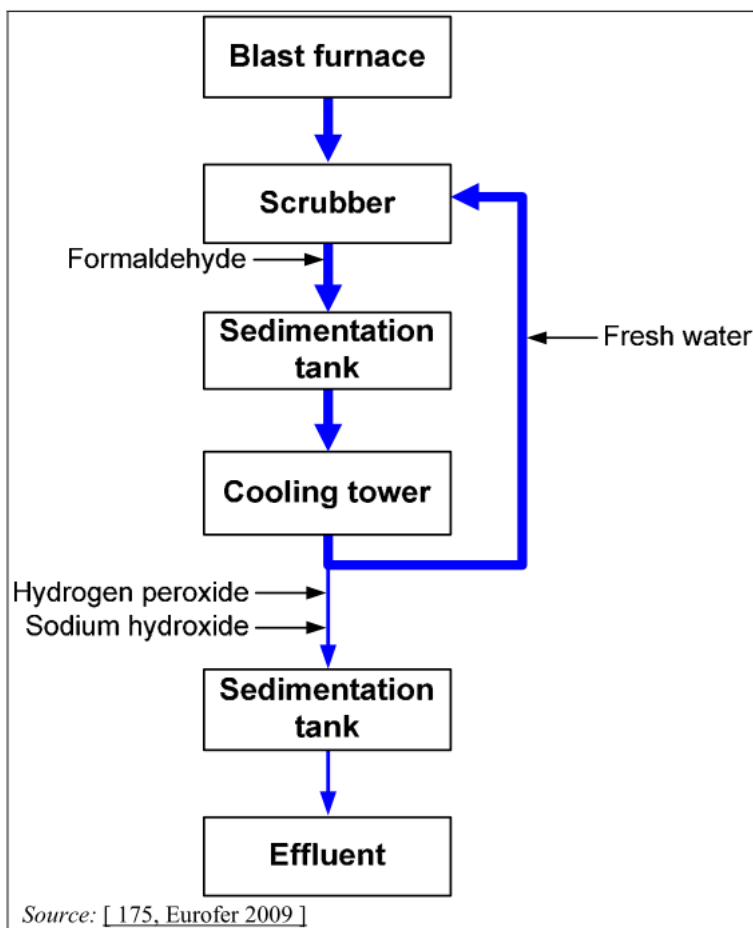 Blast furnace
Scrubber
Formaldehyde
Sedimentation
tank
Fresh water
Cooling tower
Hydrogen peroxide
Sodium hydroxide
Sedimentation
tank
Effluent
Source: [ 175, Eurofer 2009 ]